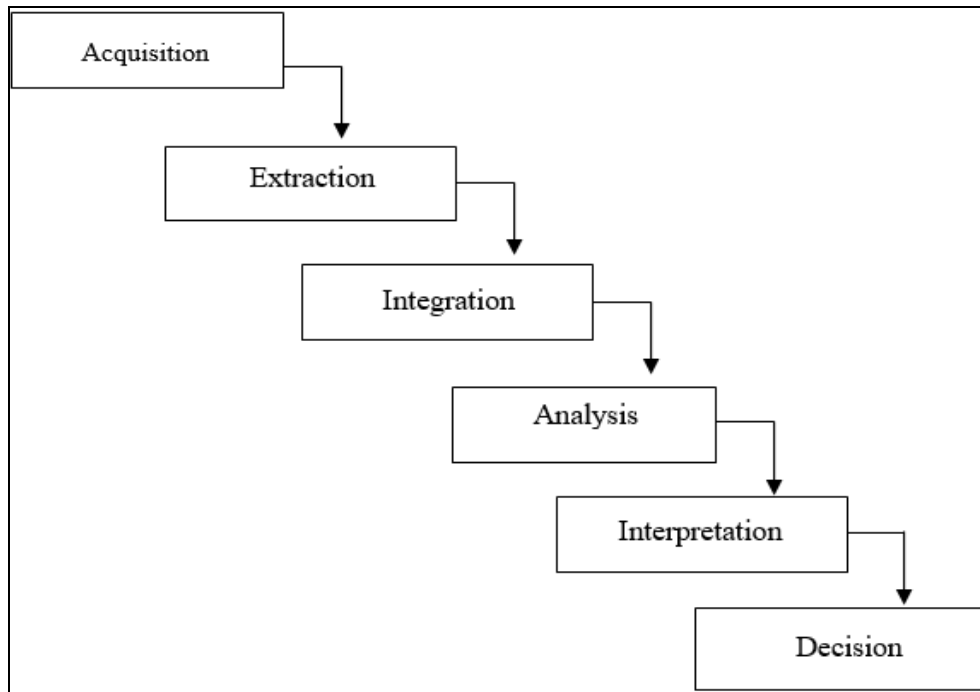 Acquisition
Extraction
Integration
Analysis
Interpretation
Decision